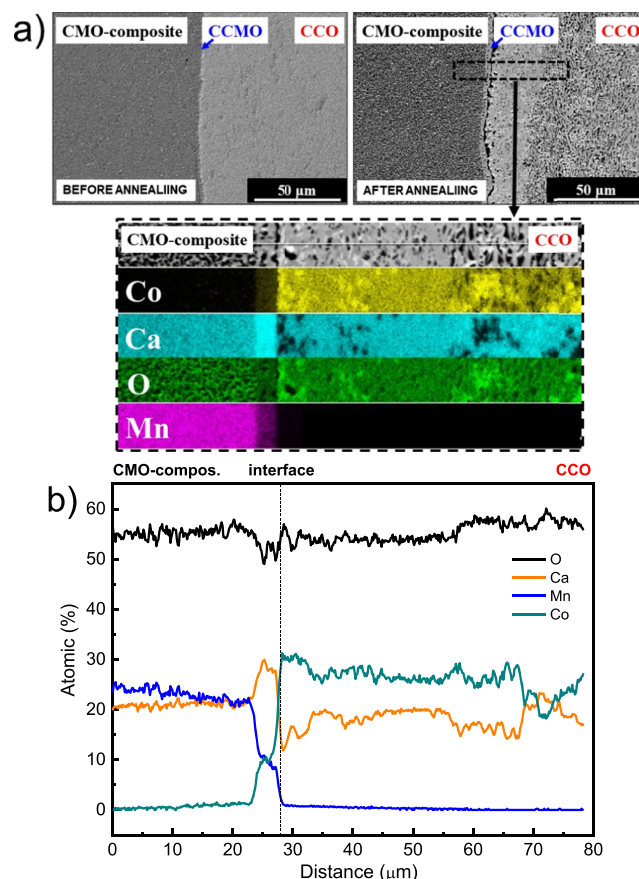 a)
CMO-composite CCMO CCO
BEFORE ANNEALIING
50 µm
CMO-composite CCMO CCO
AFTER ANNEALIING
50 µm
CMO-composite CCO
Co
Ca
O
Mn
CMO-compos. interface CCO
b)
60
50
40
30
20
10
0
Atomic (%)
O
Ca
Mn
Co
0 10 20 30 40 50 60 70 80
Distance (µm)